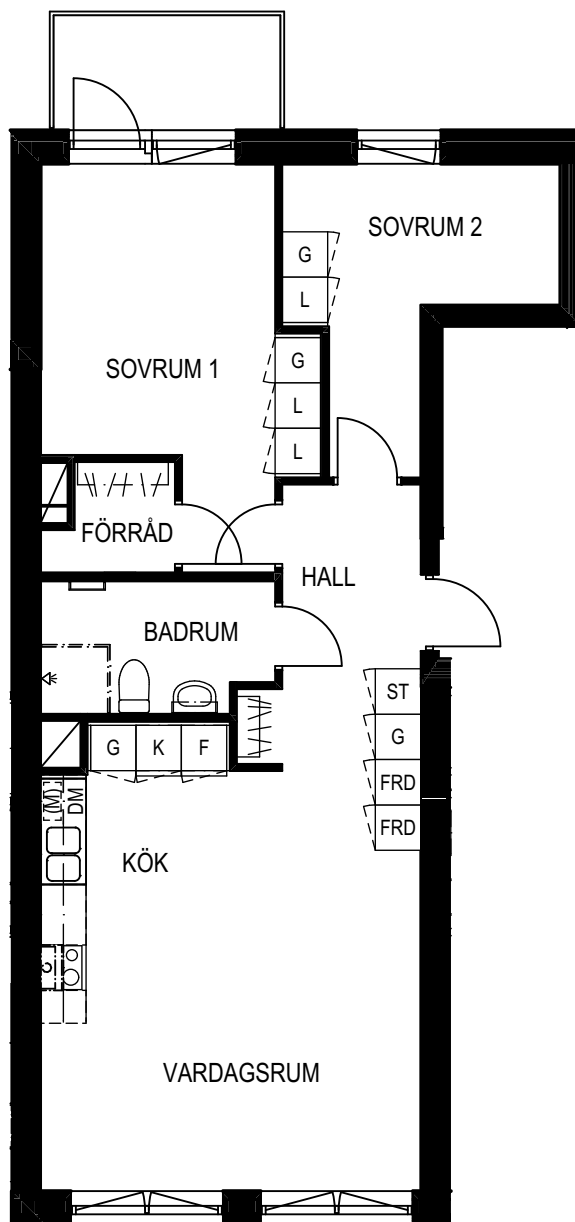 SOVRUM 2
G
L
SOVRUM 1
G
L
L
FÖRRÅD
HALL
BADRUM
ST
G
FRD
FRD
G K F
(M)
DM
KÖK
VARDAGSRUM